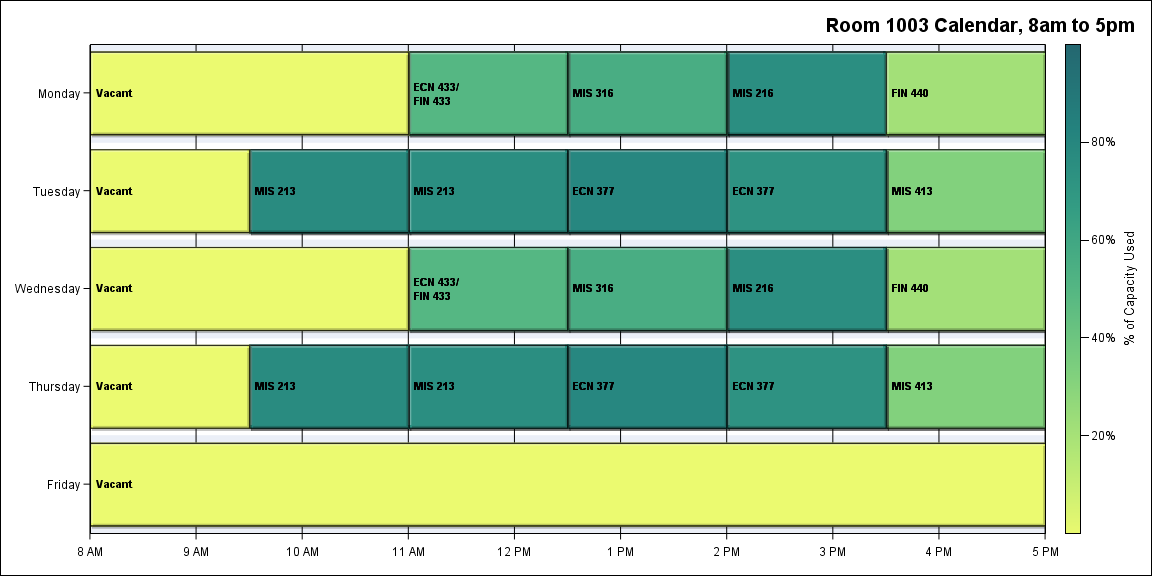 Room 1003 Calendar, 8am to 5pm
Monday
Vacant
ECN 433/
FIN 433
MIS 316
MIS 216
FIN 440
Tuesday
Vacant
MIS 213
MIS 213
ECN 377
ECN 377
MIS 413
Wednesday
Vacant
ECN 433/
FIN 433
MIS 316
MIS 216
FIN 440
Thursday
Vacant
MIS 213
MIS 213
ECN 377
ECN 377
MIS 413
Friday
Vacant
8 AM
9 AM
10 AM
11 AM
12 PM
1 PM
2 PM
3 PM
4 PM
5 PM
80%
60%
40%
20%
% of Capacity Used